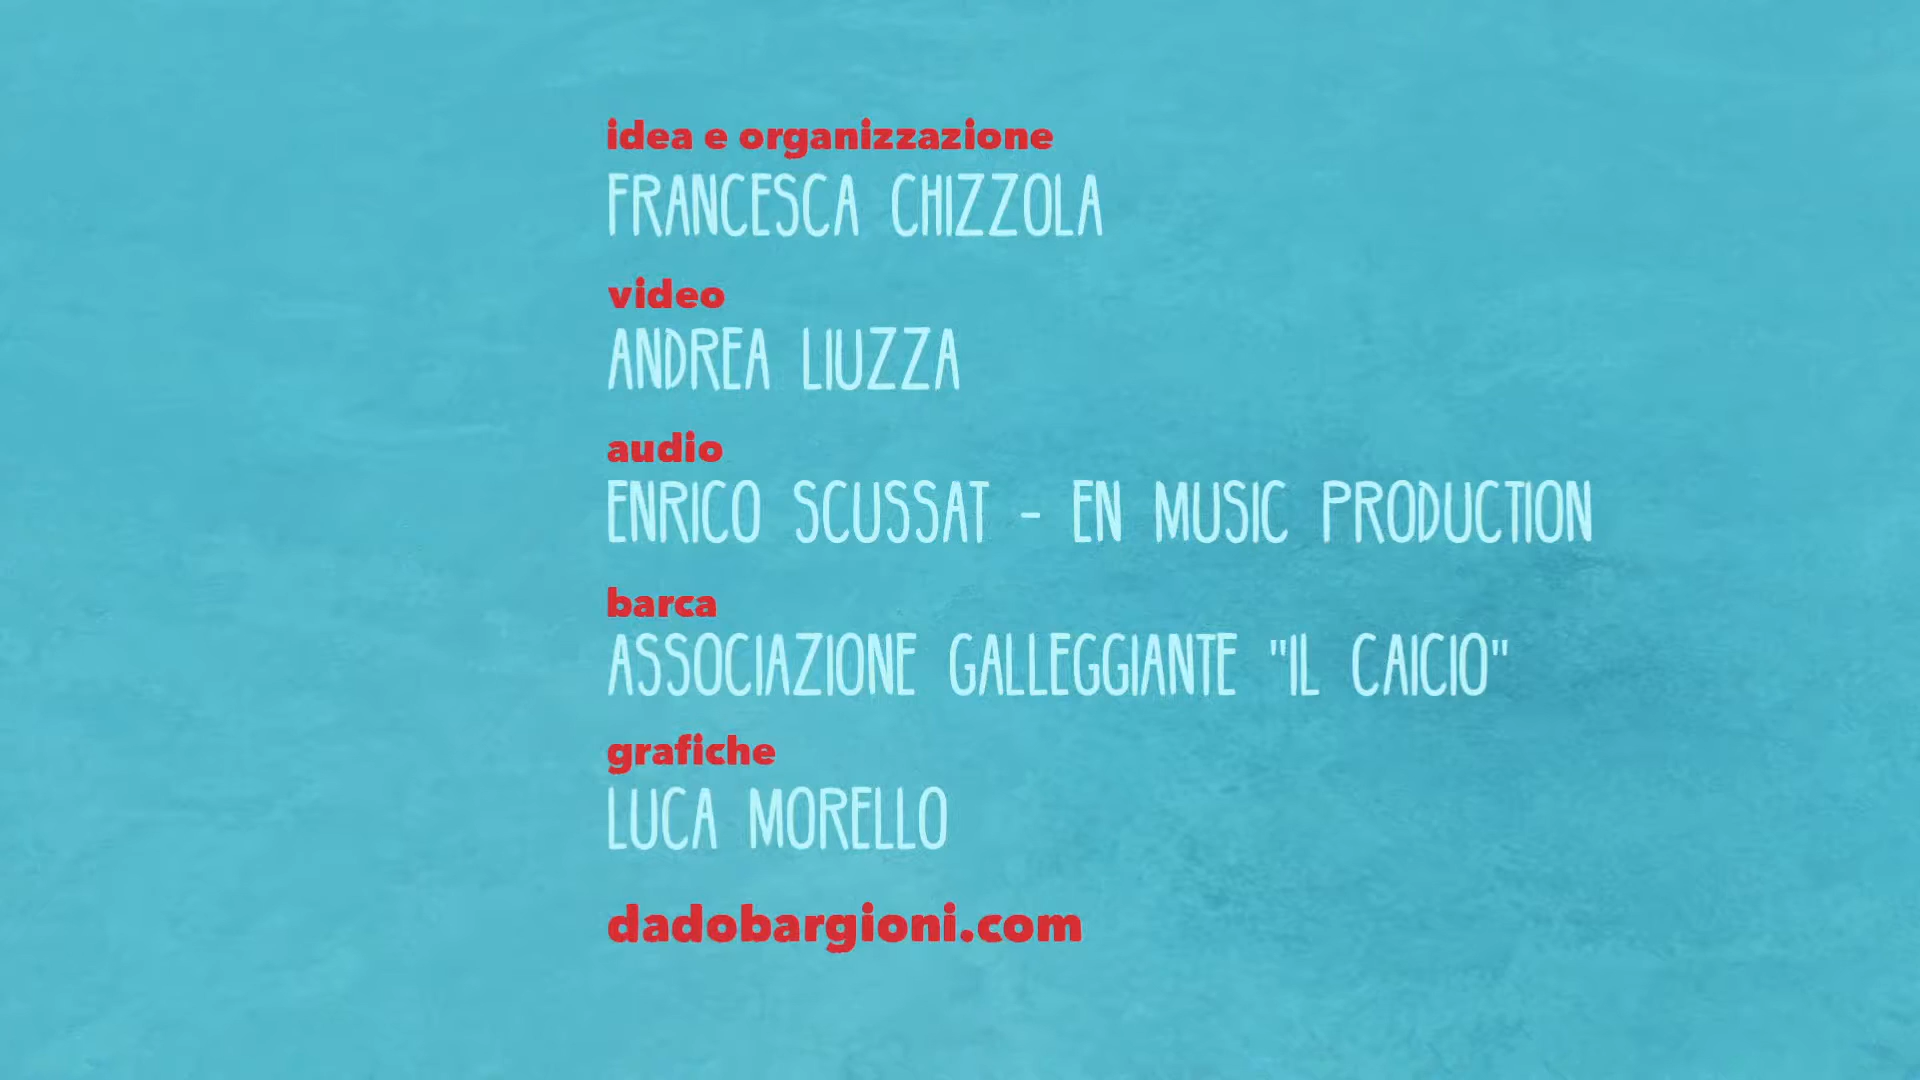 idea e organizzazione
FRANCESCA CHIZZOLA
video
ANDREA LIUZZA
audio
ENRICO SCUSSAT - EN MUSIC PRODUCTION
barca
ASSOCIAZIONE GALLEGGIANTE "IL CAICIO"
grafiche
LUCA MORELLO
dadobargioni.com